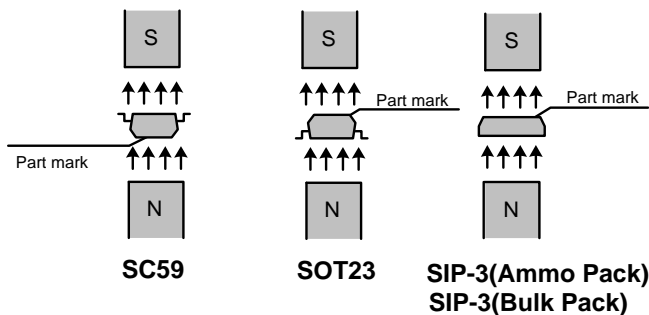 S
S
S
Part mark
Part mark
Part mark
N
N
N
SC59
SOT23
SIP-3(Ammo Pack)
SIP-3(Bulk Pack)